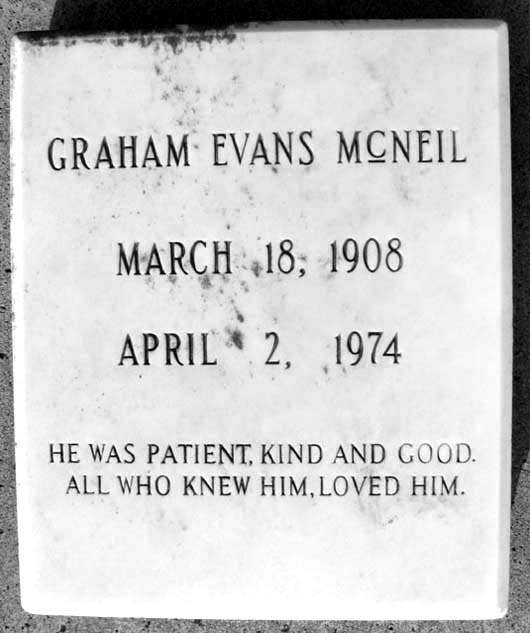 GRAHAM EVANS McNEIL
MARCH 18, 1908
APRIL 2, 1974
HE WAS PATIENT, KIND AND GOOD.
ALL WHO KNEW HIM, LOVED HIM.